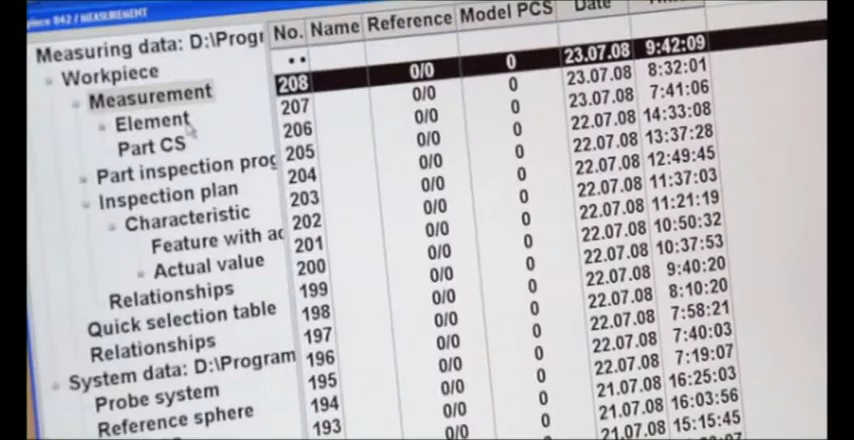 piece 842 / MEASUREMENT
Measuring data: D:\Progr
Workpiece
Measurement
Element
Part CS
Part inspection prog
Inspection plan
Characteristic
Feature with ac
Actual value
Relationships
Quick selection table
Relationships
System data: D:\Program
Probe system
Reference sphere
No. Name Reference Model PCS Date
..
208 0/0 0 23.07.08 9:42:09
207 0/0 0 23.07.08 8:32:01
206 0/0 0 23.07.08 7:41:06
205 0/0 0 22.07.08 14:33:08
204 0/0 0 22.07.08 13:37:28
203 0/0 0 22.07.08 12:49:45
202 0/0 0 22.07.08 11:37:03
201 0/0 0 22.07.08 11:21:19
200 0/0 0 22.07.08 10:50:32
199 0/0 0 22.07.08 10:37:53
198 0/0 0 22.07.08 9:40:20
197 0/0 0 22.07.08 8:10:20
196 0/0 0 22.07.08 7:58:21
195 0/0 0 22.07.08 7:40:03
194 0/0 0 22.07.08 7:19:07
193 0/0 0 21.07.08 16:25:03
0/0 0 21.07.08 16:03:56
21.07.08 15:15:45